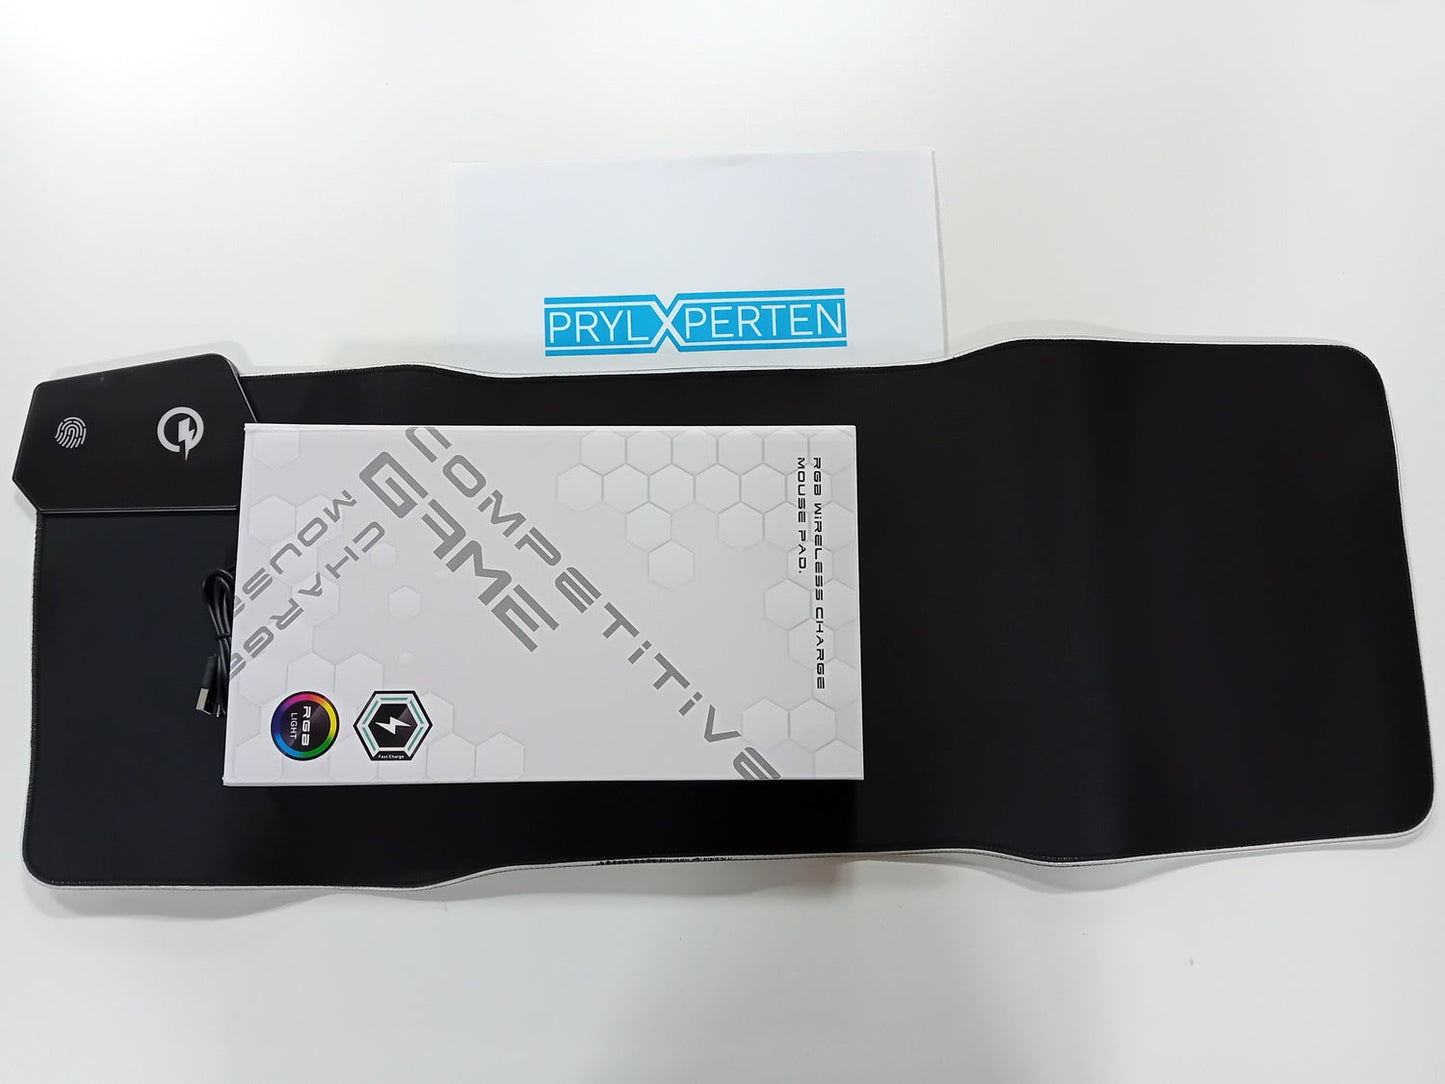 PRYLXPERTEN
COMPETITIVE
GAME
CHARGE
MOUSE
RGB WIRELESS CHARGE
MOUSE PAD.
RGB
LIGHT
Fast Charge